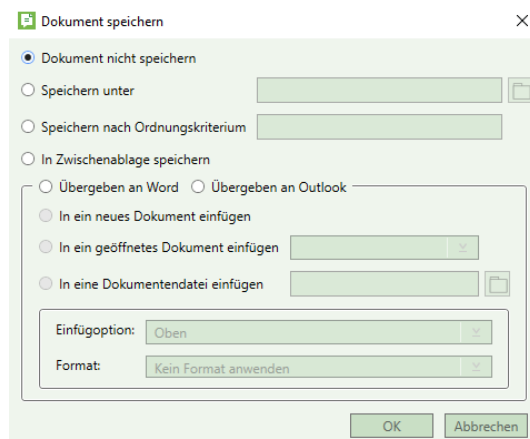 Dokument speichern
Dokument nicht speichern
Speichern unter
Speichern nach Ordnungskriterium
In Zwischenablage speichern
Übergeben an Word Übergeben an Outlook
In ein neues Dokument einfügen
In ein geöffnetes Dokument einfügen
In eine Dokumentendatei einfügen
Einfügoption: Oben
Format: Kein Format anwenden
OK Abbrechen